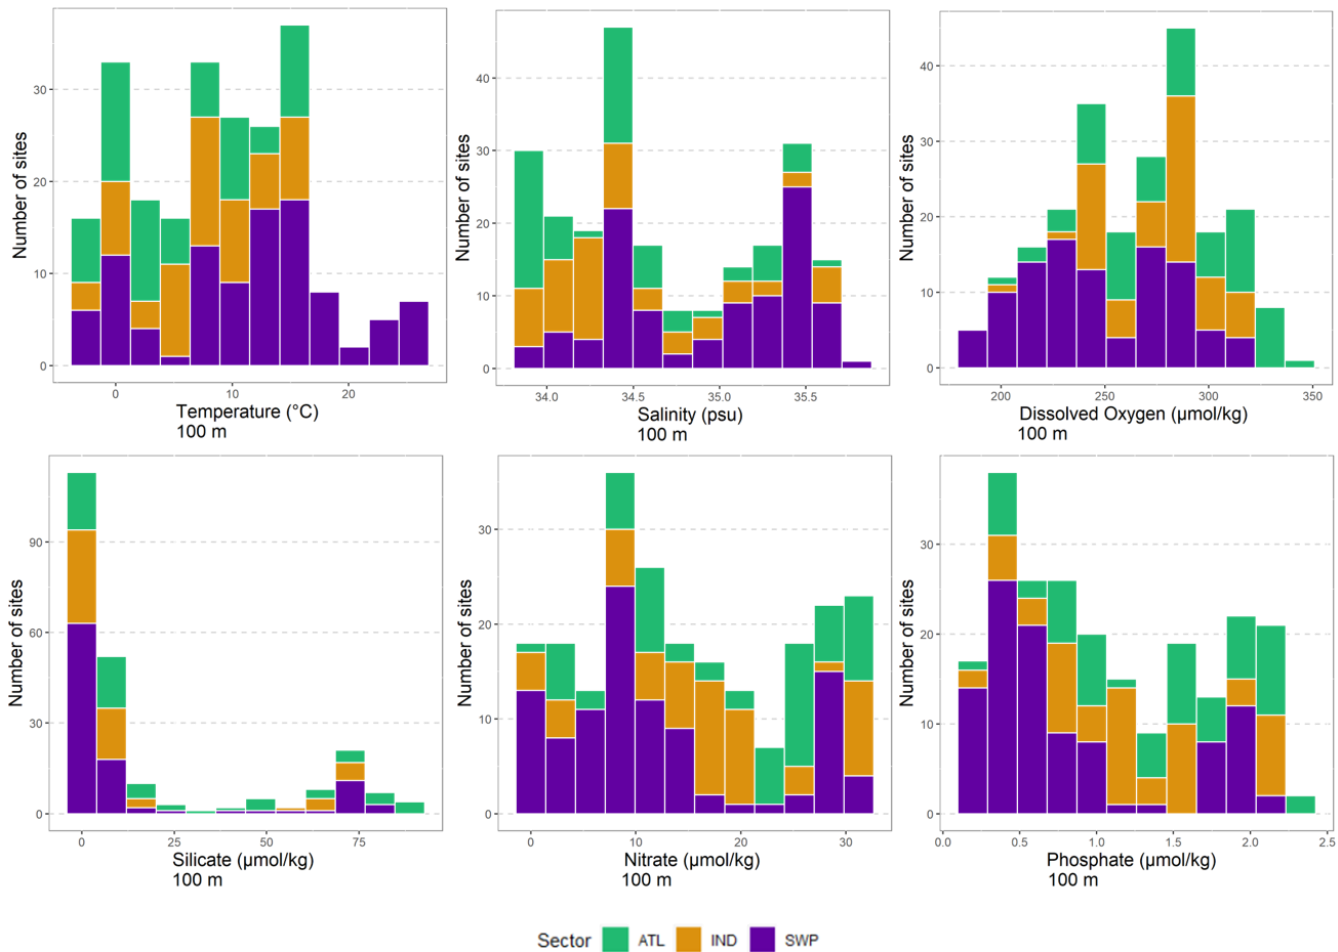 Number of sites
30
20
10
0
0
10
20
Temperature (°C)
100 m
Number of sites
40
30
20
10
0
34.0
34.5
35.0
35.5
Salinity (psu)
100 m
Number of sites
40
30
20
10
0
200
250
300
350
Dissolved Oxygen (µmol/kg)
100 m
Number of sites
90
60
30
0
0
25
50
75
Silicate (µmol/kg)
100 m
Number of sites
30
20
10
0
0
10
20
30
Nitrate (µmol/kg)
100 m
Number of sites
30
20
10
0
0.0
0.5
1.0
1.5
2.0
2.5
Phosphate (µmol/kg)
100 m
Sector ATL IND SWP